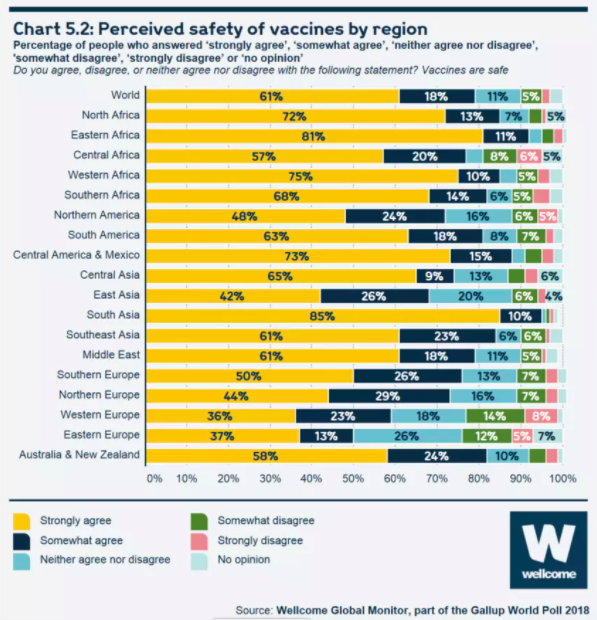 Chart 5.2: Perceived safety of vaccines by region
Percentage of people who answered ‘strongly agree’, ‘somewhat agree’, ‘neither agree nor disagree’,
‘somewhat disagree’, ‘strongly disagree’ or ‘no opinion’
Do you agree, disagree, or neither agree nor disagree with the following statement? Vaccines are safe
World 61% 18% 11% 5%
North Africa 72% 13% 7% 5%
Eastern Africa 81% 11%
Central Africa 57% 20% 8% 6% 5%
Western Africa 75% 10% 5%
Southern Africa 68% 14% 6% 5%
Northern America 48% 24% 16% 6% 5%
South America 63% 18% 8% 7%
Central America & Mexico 73% 15%
Central Asia 65% 9% 13% 6%
East Asia 42% 26% 20% 6% 4%
South Asia 85% 10%
Southeast Asia 61% 23% 6% 6%
Middle East 61% 18% 11% 5%
Southern Europe 50% 26% 13% 7%
Northern Europe 44% 29% 16% 7%
Western Europe 36% 23% 18% 14% 8%
Eastern Europe 37% 13% 26% 12% 5% 7%
Australia & New Zealand 58% 24% 10%
0% 10% 20% 30% 40% 50% 60% 70% 80% 90% 100%
Strongly agree
Somewhat agree
Neither agree nor disagree
Somewhat disagree
Strongly disagree
No opinion
W
wellcome
Source: Wellcome Global Monitor, part of the Gallup World Poll 2018